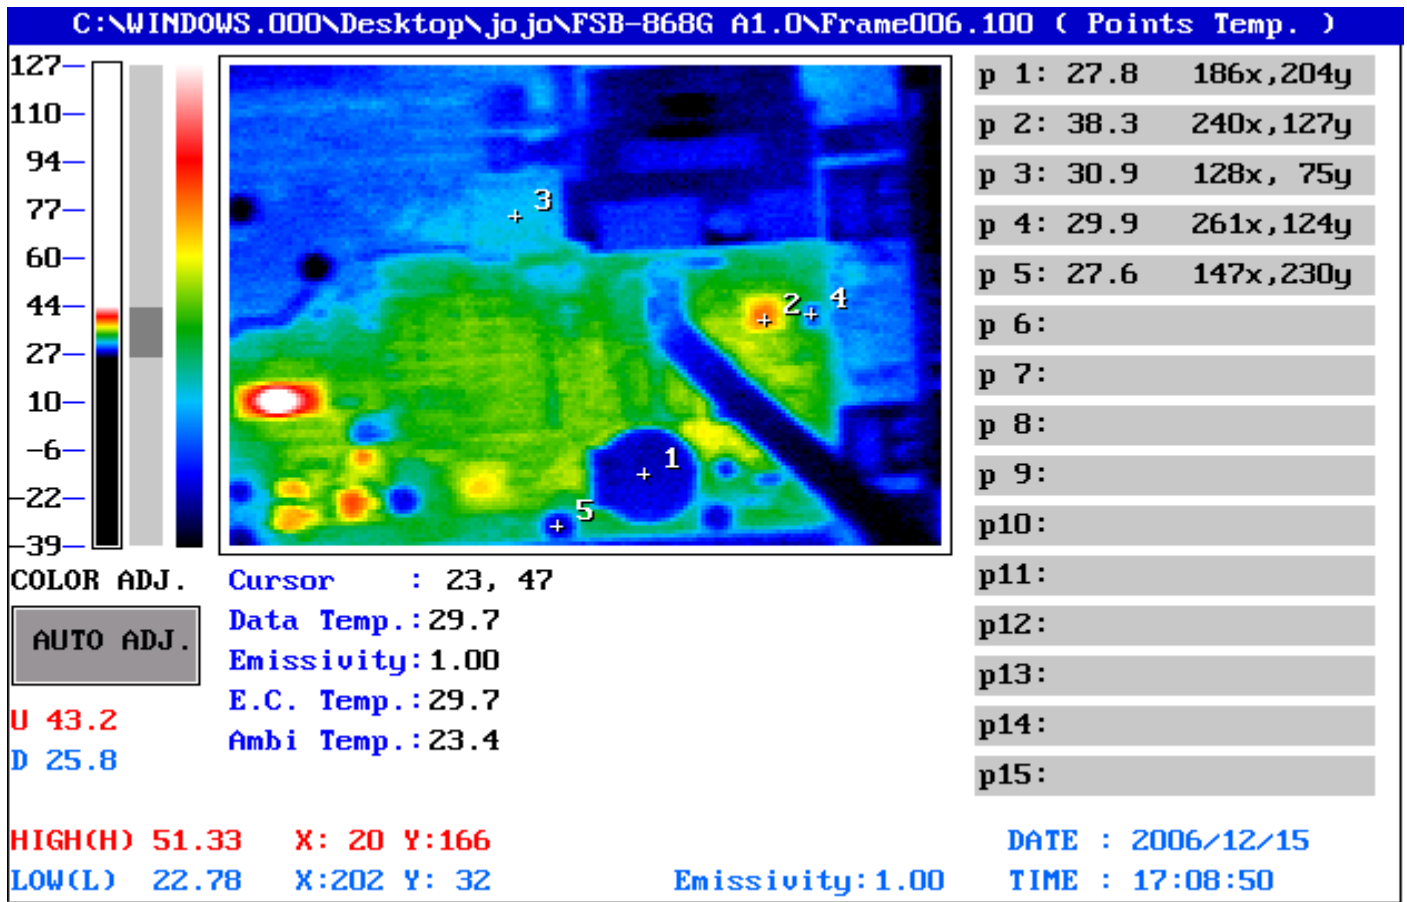 C:\WINDOWS.000\Desktop\jojo\FSB-868G A1.0\Frame006.100 ( Points Temp. )
127
110
94
77
60
44
27
10
-6
-22
-39
3
2
4
1
5
p 1: 27.8 186x,204y
p 2: 38.3 240x,127y
p 3: 30.9 128x, 75y
p 4: 29.9 261x,124y
p 5: 27.6 147x,230y
p 6:
p 7:
p 8:
p 9:
p10:
p11:
p12:
p13:
p14:
p15:
COLOR ADJ.
AUTO ADJ.
U 43.2
D 25.8
Cursor : 23, 47
Data Temp.:29.7
Emissivity:1.00
E.C. Temp.:29.7
Ambi Temp.:23.4
HIGH(H) 51.33 X: 20 Y:166
LOW(L) 22.78 X:202 Y: 32
Emissivity:1.00
DATE : 2006/12/15
TIME : 17:08:50